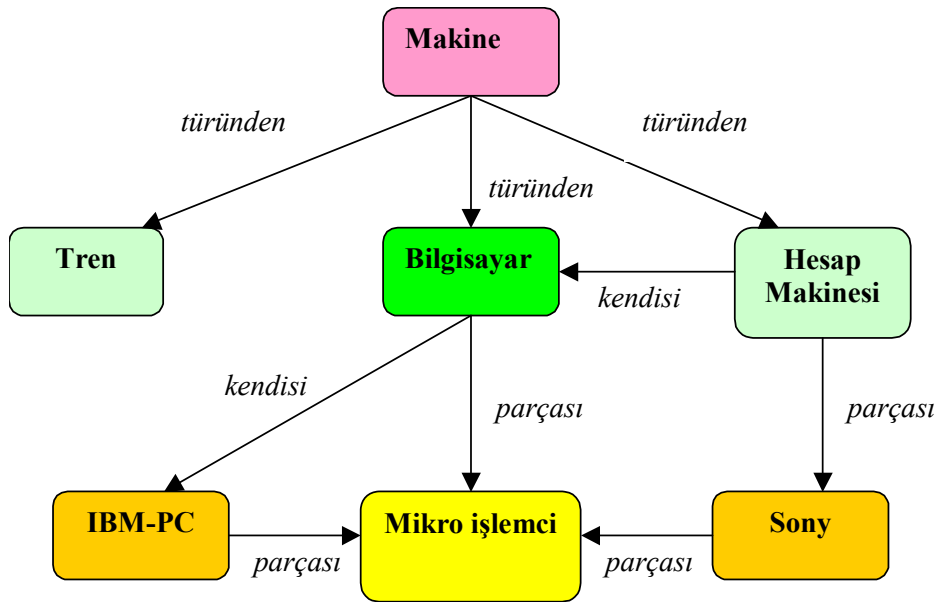 Makine
türünden
türünden
türünden
Tren
Bilgisayar
Hesap
Makinesi
kendisi
kendisi
parçası
parçası
IBM-PC
Mikro işlemci
Sony
parçası
parçası